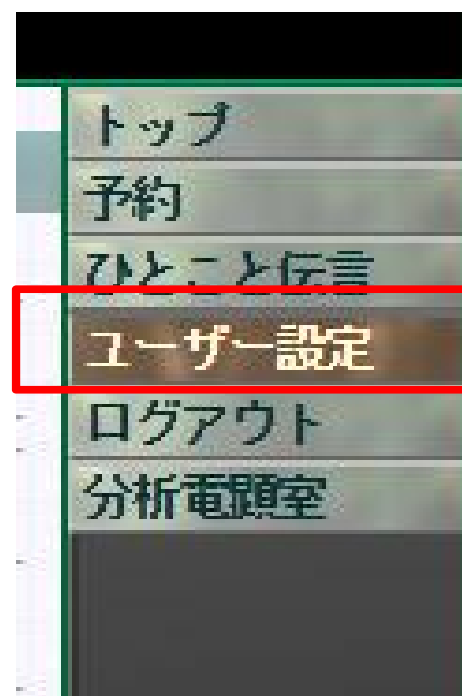 トップ
予約
ひとこと伝言
ユーザー設定
ログアウト
分析電顕室